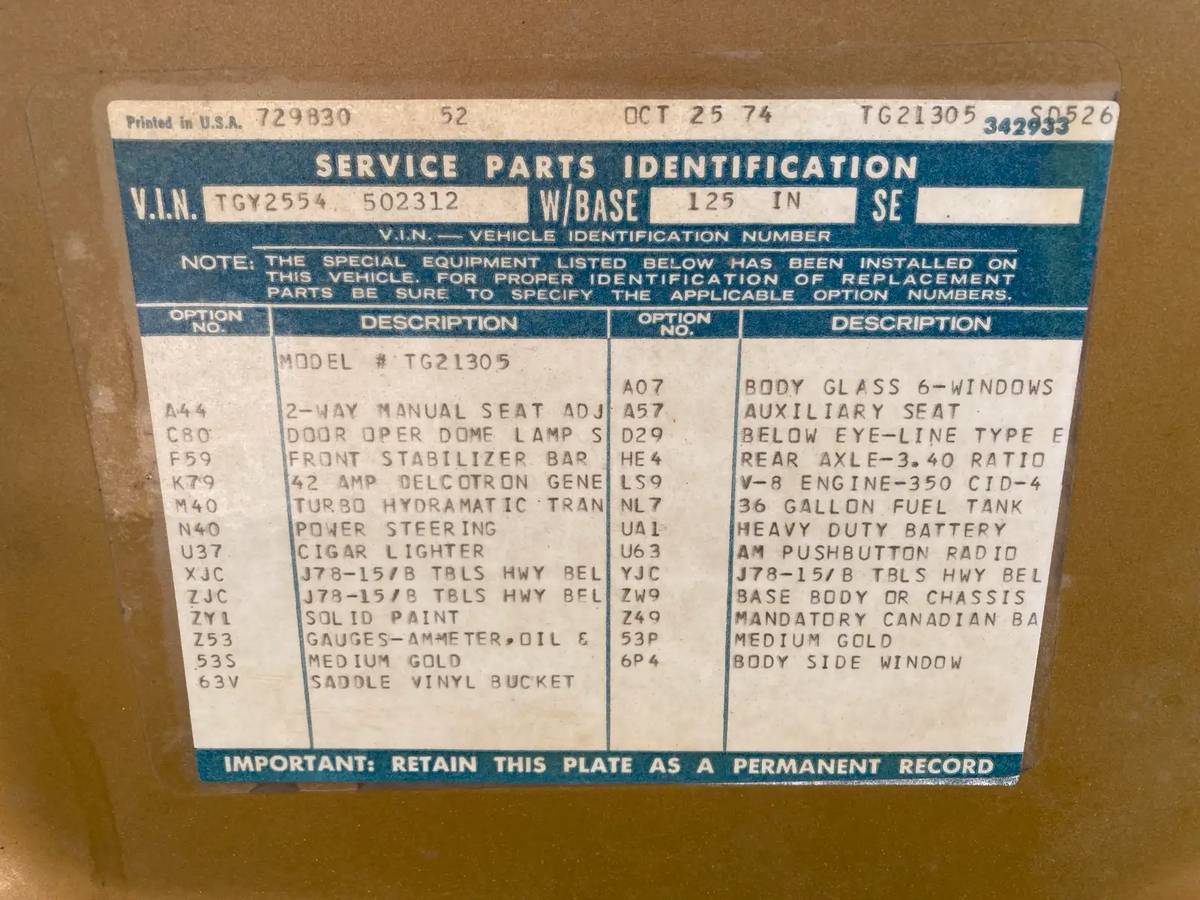 Printed in U.S.A. 729830 52 OCT 25 74 TG21305 SD526
342933
SERVICE PARTS IDENTIFICATION
V.I.N. TGY2554 502312 W/BASE 125 IN SE
V.I.N. — VEHICLE IDENTIFICATION NUMBER
NOTE: THE SPECIAL EQUIPMENT LISTED BELOW HAS BEEN INSTALLED ON
THIS VEHICLE. FOR PROPER IDENTIFICATION OF REPLACEMENT
PARTS BE SURE TO SPECIFY THE APPLICABLE OPTION NUMBERS.
OPTION NO. DESCRIPTION OPTION NO. DESCRIPTION
MODEL # TG21305
A07 BODY GLASS 6-WINDOWS
A44 2-WAY MANUAL SEAT ADJ A57 AUXILIARY SEAT
C80 DOOR OPER DOME LAMP S D29 BELOW EYE-LINE TYPE E
F59 FRONT STABILIZER BAR HE4 REAR AXLE-3.40 RATIO
K79 42 AMP DELCOTRON GENE LS9 V-8 ENGINE-350 CID-4
M40 TURBO HYDRAMATIC TRAN NL7 36 GALLON FUEL TANK
N40 POWER STEERING UA1 HEAVY DUTY BATTERY
U37 CIGAR LIGHTER U63 AM PUSHBUTTON RADIO
XJC J78-15/B TBLS HWY BEL YJC J78-15/B TBLS HWY BEL
ZJC J78-15/B TBLS HWY BEL ZW9 BASE BODY OR CHASSIS
ZY1 SOLID PAINT Z49 MANDATORY CANADIAN BA
Z53 GAUGES-AMMETER,OIL & 53P MEDIUM GOLD
53S MEDIUM GOLD 6P4 BODY SIDE WINDOW
63V SADDLE VINYL BUCKET
IMPORTANT: RETAIN THIS PLATE AS A PERMANENT RECORD